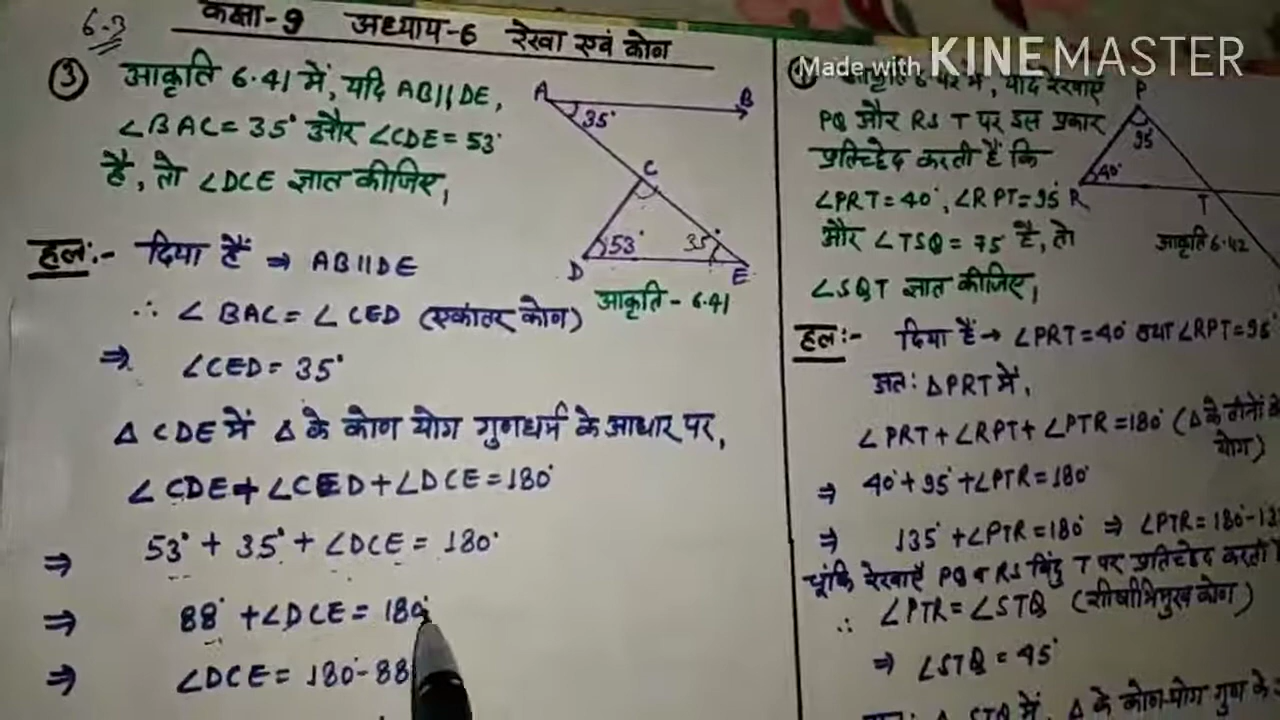 6.3
कक्षा-9 अध्याय-6 रेखा एवं कोण
③ आकृति 6.41 में, यदि AB||DE,
∠BAC = 35° और ∠CDE = 53°
है, तो ∠DCE ज्ञात कीजिए,
A B
35°
C
53° 35°
D E
आकृति - 6.41
हल:- दिया हैं ⇒ AB||DE
∴ ∠BAC = ∠CED (एकांतर कोण)
⇒ ∠CED = 35°
△ CDE में △ के कोण योग गुणधर्म के आधार पर,
∠CDE + ∠CED + ∠DCE = 180°
⇒ 53° + 35° + ∠DCE = 180°
⇒ 88° + ∠DCE = 180°
⇒ ∠DCE = 180°-88
Made with KINEMASTER
में, यदि रेखाएँ
PQ और RS T पर इस प्रकार
प्रतिच्छेद करती हैं कि
∠PRT = 40°, ∠RPT = 95°
और ∠TSQ = 75° है, तो
∠SQT ज्ञात कीजिए,
P
95
40°
R T
आकृति 6.42
हल:- दिया हैं → ∠PRT = 40° तथा ∠RPT = 95°
अतः △PRT में,
∠PRT + ∠RPT + ∠PTR = 180° (△ के तीनों
योग)
⇒ 40° + 95° + ∠PTR = 180°
⇒ 135° + ∠PTR = 180° ⇒ ∠PTR = 180-13
चूंकि रेखाएँ PQ व RS बिंदु T पर प्रतिच्छेद करती
∴ ∠PTR = ∠STQ (शीर्षाभिमुख कोण)
⇒ ∠STQ = 45°
△ STQ में, △ के कोण-योग गुण के